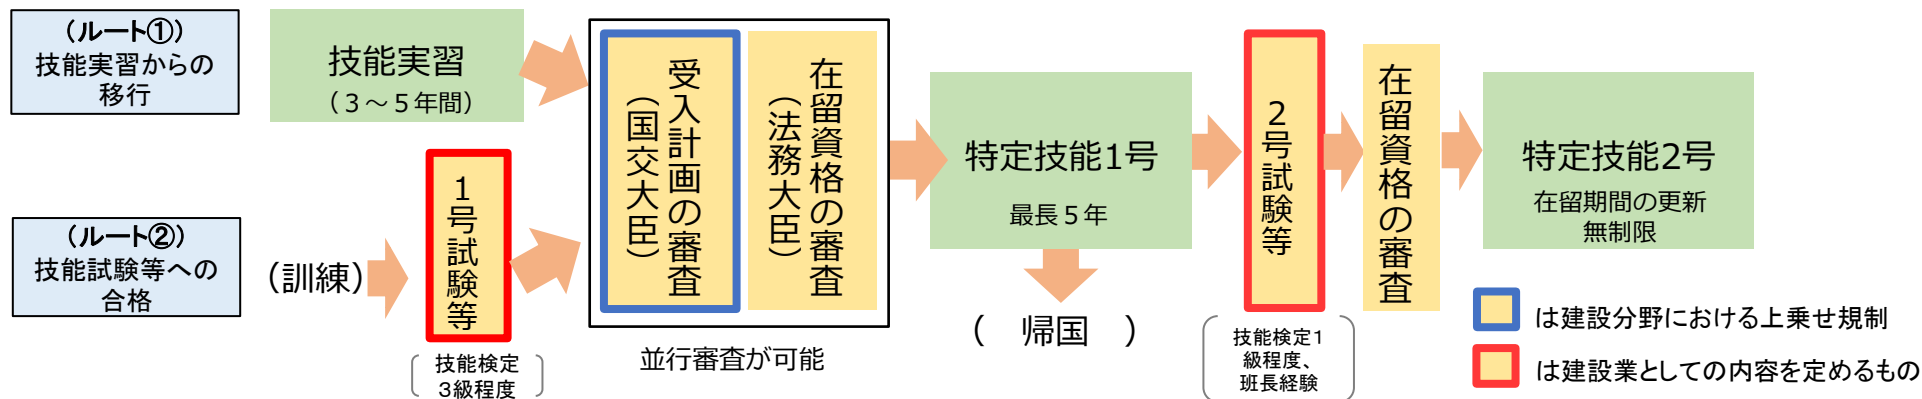 （ルート①）
技能実習からの
移行
技能実習
（３～５年間）
（ルート②）
技能試験等への
合格
（訓練）
１号試験等
技能検定
３級程度
受入計画の審査
（国交大臣）
在留資格の審査
（法務大臣）
並行審査が可能
特定技能1号
最長５年
（　帰国　）
２号試験等
技能検定１
級程度、
班長経験
在留資格の審査
特定技能2号
在留期間の更新
無制限
は建設分野における上乗せ規制
は建設業としての内容を定めるもの